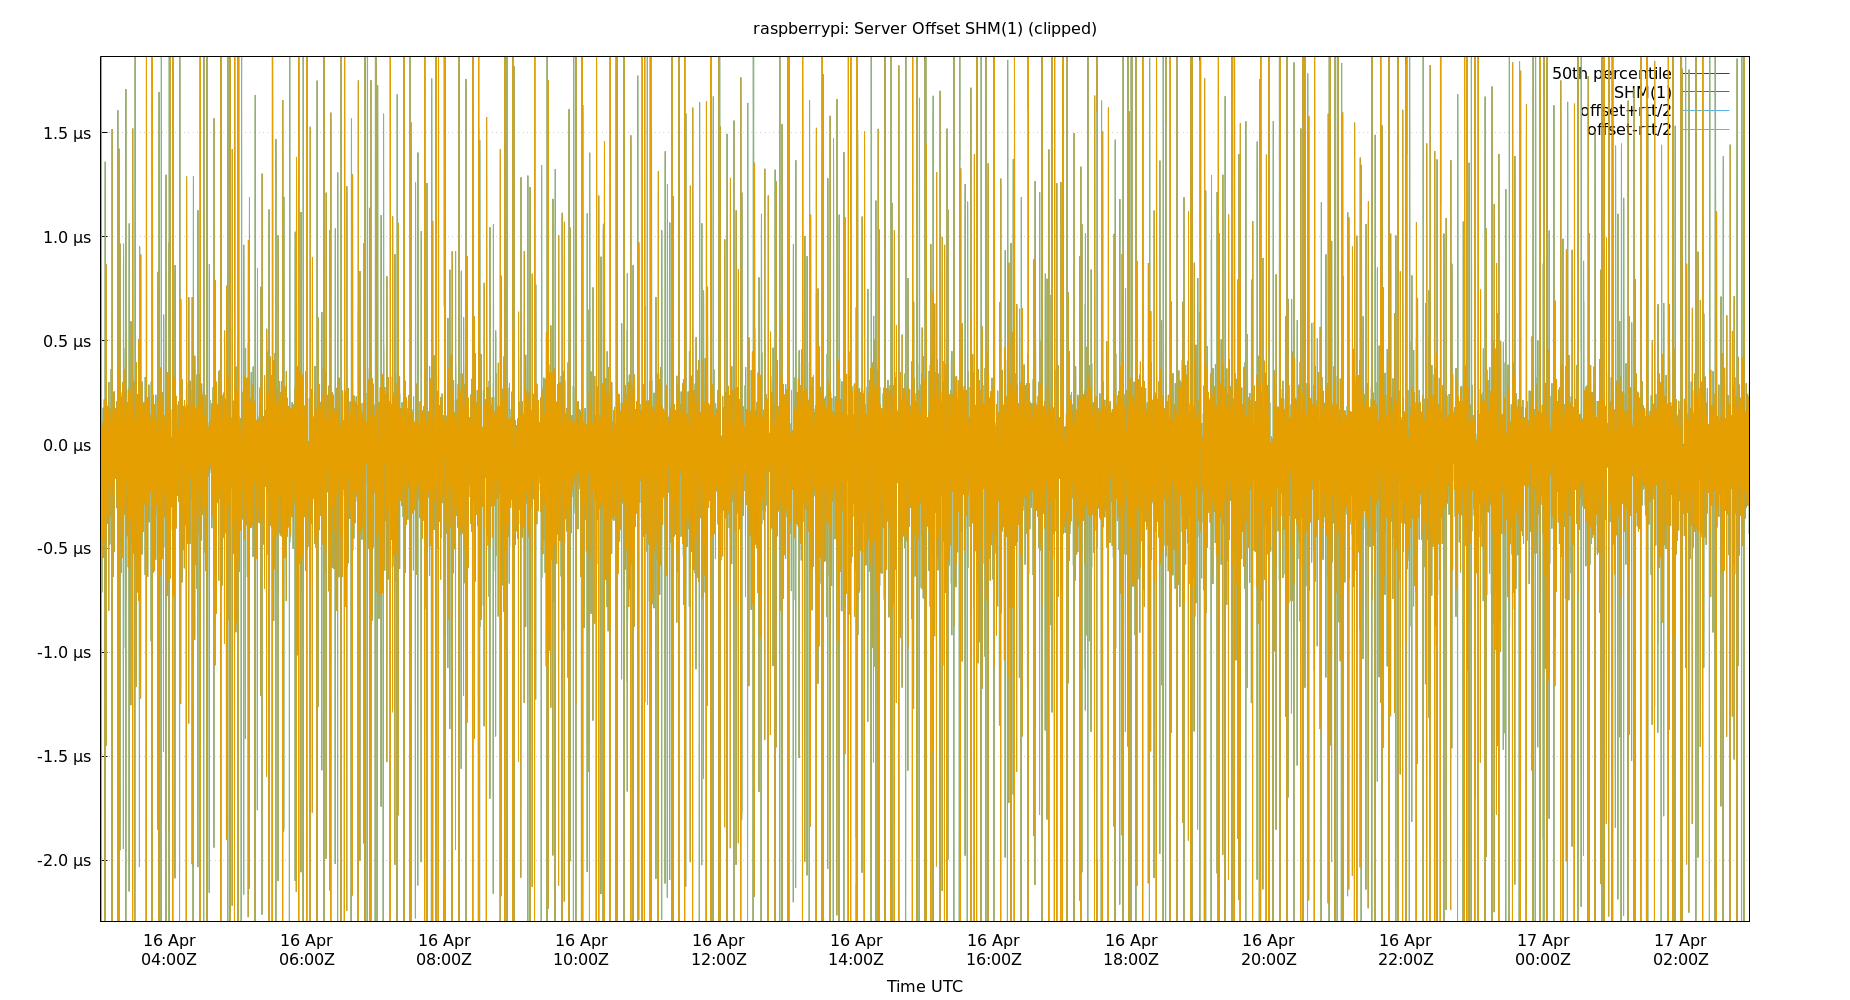 raspberrypi: Server Offset SHM(1) (clipped)
50th percentile
SHM(1)
offset+rtt/2
offset-rtt/2
1.5 µs
1.0 µs
0.5 µs
0.0 µs
-0.5 µs
-1.0 µs
-1.5 µs
-2.0 µs
16 Apr 16 Apr 16 Apr 16 Apr 16 Apr 16 Apr 16 Apr 16 Apr 16 Apr 16 Apr 17 Apr 17 Apr
04:00Z 06:00Z 08:00Z 10:00Z 12:00Z 14:00Z 16:00Z 18:00Z 20:00Z 22:00Z 00:00Z 02:00Z
Time UTC